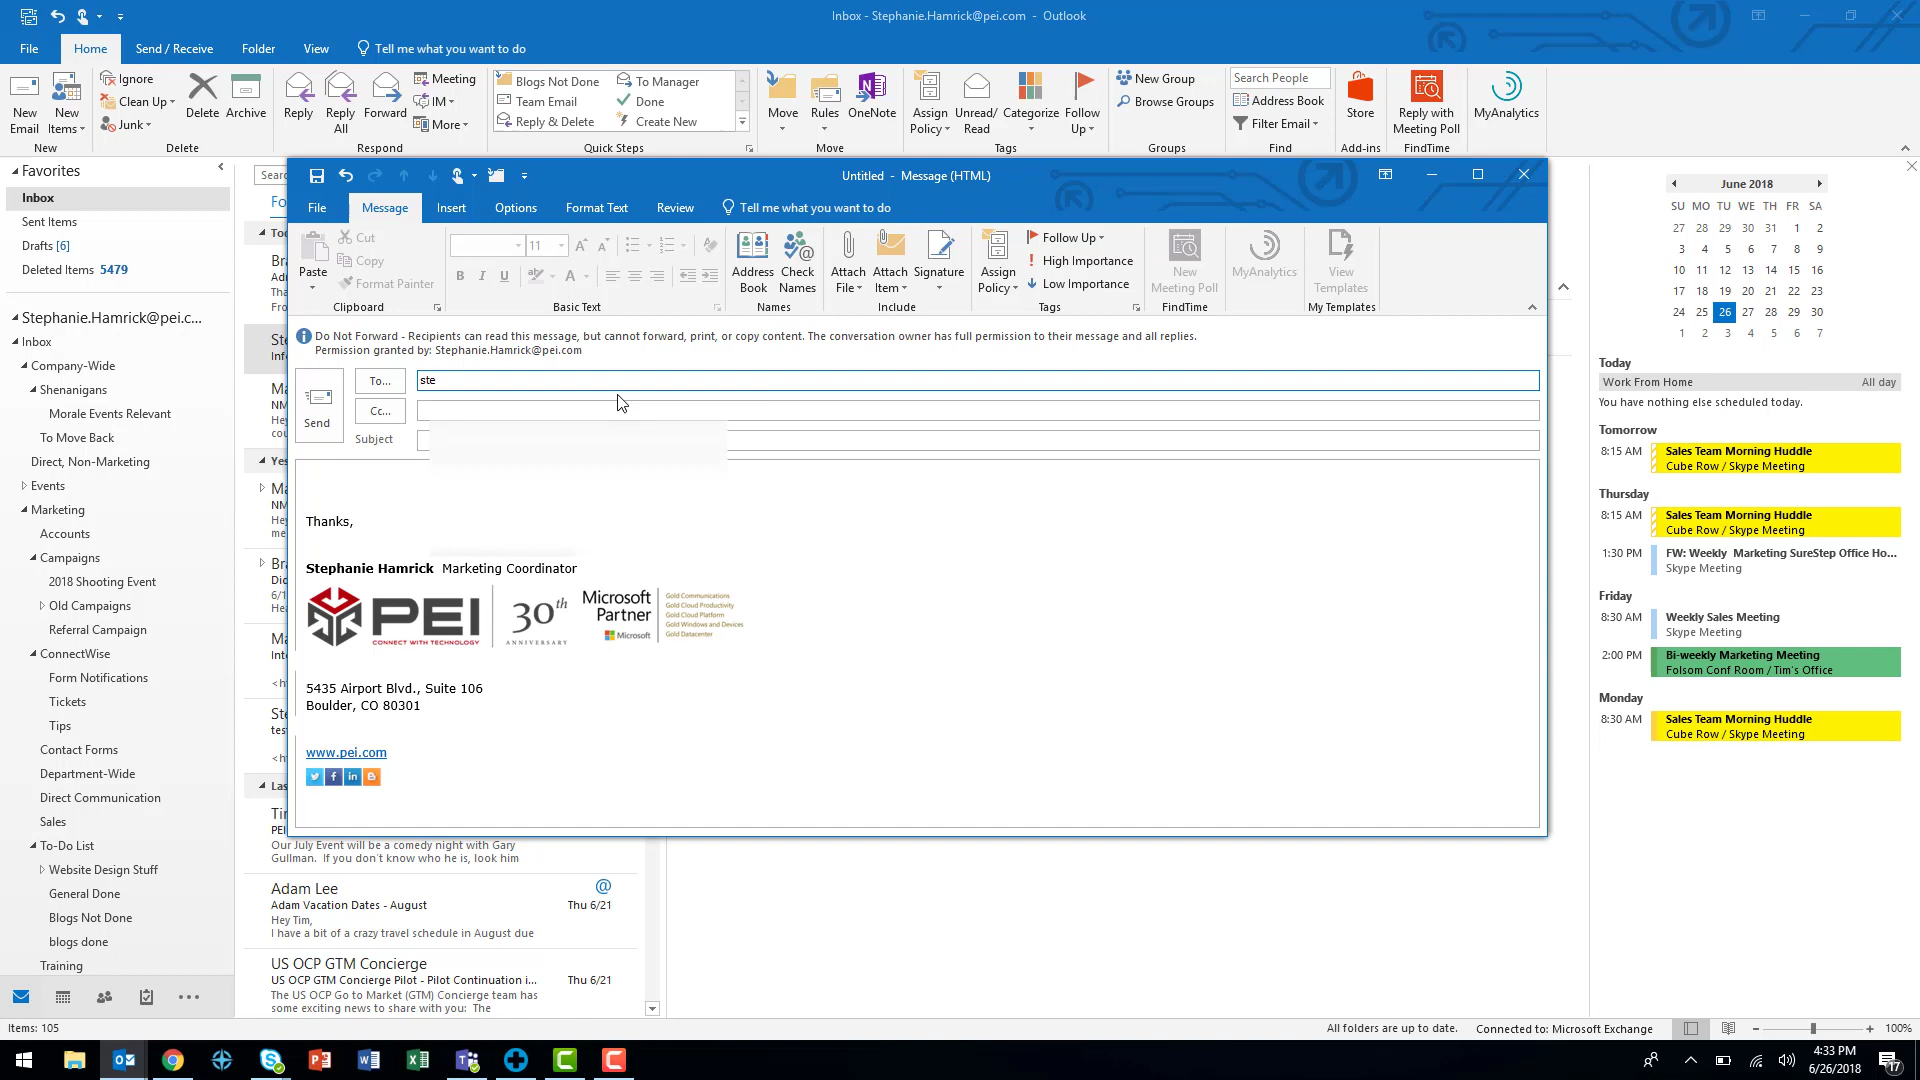 Inbox - Stephanie.Hamrick@pei.com - Outlook
File Home Send / Receive Folder View Tell me what you want to do
New Email
New Items
New
Ignore
Clean Up
Junk
Delete
Archive
Delete
Reply
Reply All
Forward
Meeting
IM
More
Respond
Blogs Not Done
Team Email
Reply & Delete
To Manager
Done
Create New
Quick Steps
Move
Rules
OneNote
Move
Assign Policy
Unread/ Read
Categorize
Follow Up
Tags
New Group
Browse Groups
Groups
Search People
Address Book
Filter Email
Find
Store
Add-ins
Reply with Meeting Poll
FindTime
MyAnalytics
Favorites
Inbox
Sent Items
Drafts [6]
Deleted Items 5479
Stephanie.Hamrick@pei.c...
Inbox
Company-Wide
Shenanigans
Morale Events Relevant
To Move Back
Direct, Non-Marketing
Events
Marketing
Accounts
Campaigns
2018 Shooting Event
Old Campaigns
Referral Campaign
ConnectWise
Form Notifications
Tickets
Tips
Contact Forms
Department-Wide
Direct Communication
Sales
To-Do List
Website Design Stuff
General Done
Blogs Not Done
blogs done
Training
Untitled - Message (HTML)
File Message Insert Options Format Text Review Tell me what you want to do
Paste
Cut
Copy
Format Painter
Clipboard
11
B I U
Basic Text
Address Book
Check Names
Names
Attach File
Attach Item
Signature
Include
Assign Policy
Follow Up
High Importance
Low Importance
Tags
New Meeting Poll
FindTime
MyAnalytics
View Templates
My Templates
Do Not Forward - Recipients can read this message, but cannot forward, print, or copy content. The conversation owner has full permission to their message and all replies.
Permission granted by: Stephanie.Hamrick@pei.com
Send
To... ste
Cc...
Subject
Thanks,
Stephanie Hamrick Marketing Coordinator
PEI
CONNECT WITH TECHNOLOGY
30th
ANNIVERSARY
Microsoft
Partner
Microsoft
Gold Communications
Gold Cloud Productivity
Gold Cloud Platform
Gold Windows and Devices
Gold Datacenter
5435 Airport Blvd., Suite 106
Boulder, CO 80301
www.pei.com
Our July Event will be a comedy night with Gary
Gullman. If you don't know who he is, look him
Adam Lee @
Adam Vacation Dates - August Thu 6/21
Hey Tim,
I have a bit of a crazy travel schedule in August due
US OCP GTM Concierge
US OCP GTM Concierge Pilot - Pilot Continuation i... Thu 6/21
The US OCP Go to Market (GTM) Concierge team has
some exciting news to share with you: The
June 2018
SU MO TU WE TH FR SA
27 28 29 30 31 1 2
3 4 5 6 7 8 9
10 11 12 13 14 15 16
17 18 19 20 21 22 23
24 25 26 27 28 29 30
1 2 3 4 5 6 7
Today
Work From Home All day
You have nothing else scheduled today.
Tomorrow
8:15 AM Sales Team Morning Huddle
Cube Row / Skype Meeting
Thursday
8:15 AM Sales Team Morning Huddle
Cube Row / Skype Meeting
1:30 PM FW: Weekly Marketing SureStep Office Ho...
Skype Meeting
Friday
8:30 AM Weekly Sales Meeting
Skype Meeting
2:00 PM Bi-weekly Marketing Meeting
Folsom Conf Room / Tim's Office
Monday
8:30 AM Sales Team Morning Huddle
Cube Row / Skype Meeting
Items: 105 All folders are up to date. Connected to: Microsoft Exchange 100%
4:33 PM
6/26/2018
17